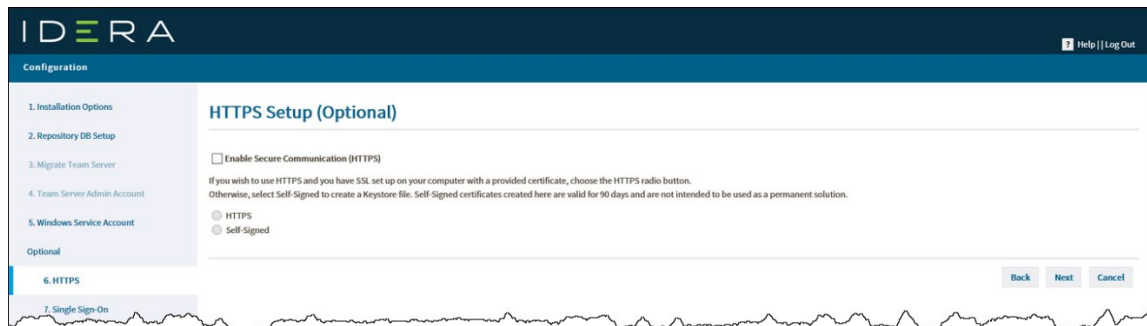 IDERA
? Help || Log Out
Configuration
1. Installation Options
2. Repository DB Setup
3. Migrate Team Server
4. Team Server Admin Account
5. Windows Service Account
Optional
6. HTTPS
7. Single Sign-On
HTTPS Setup (Optional)
Enable Secure Communication (HTTPS)
If you wish to use HTTPS and you have SSL set up on your computer with a provided certificate, choose the HTTPS radio button.
Otherwise, select Self-Signed to create a Keystore file. Self-Signed certificates created here are valid for 90 days and are not intended to be used as a permanent solution.
HTTPS
Self-Signed
Back Next Cancel